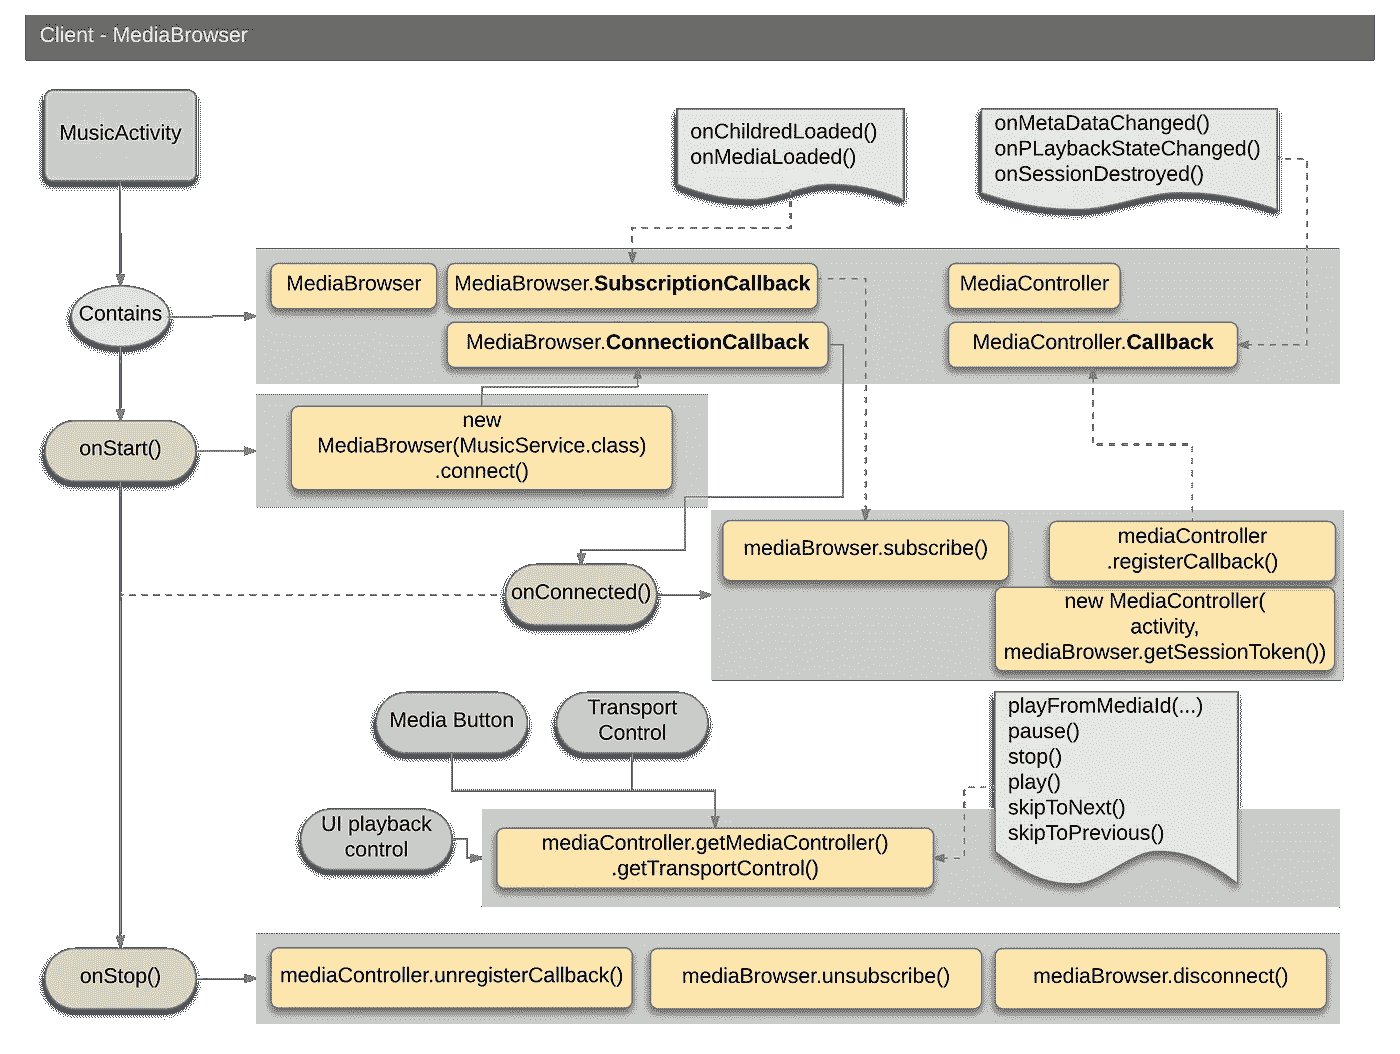 Client - MediaBrowser
MusicActivity
onChildredLoaded()
onMediaLoaded()
onMetaDataChanged()
onPLaybackStateChanged()
onSessionDestroyed()
Contains
MediaBrowser
MediaBrowser.SubscriptionCallback
MediaController
MediaBrowser.ConnectionCallback
MediaController.Callback
onStart()
new
MediaBrowser(MusicService.class)
.connect()
onConnected()
mediaBrowser.subscribe()
mediaController
.registerCallback()
new MediaController(
activity,
mediaBrowser.getSessionToken())
Media Button
Transport
Control
UI playback
control
mediaController.getMediaController()
.getTransportControl()
playFromMediaId(...)
pause()
stop()
play()
skipToNext()
skipToPrevious()
onStop()
mediaController.unregisterCallback()
mediaBrowser.unsubscribe()
mediaBrowser.disconnect()